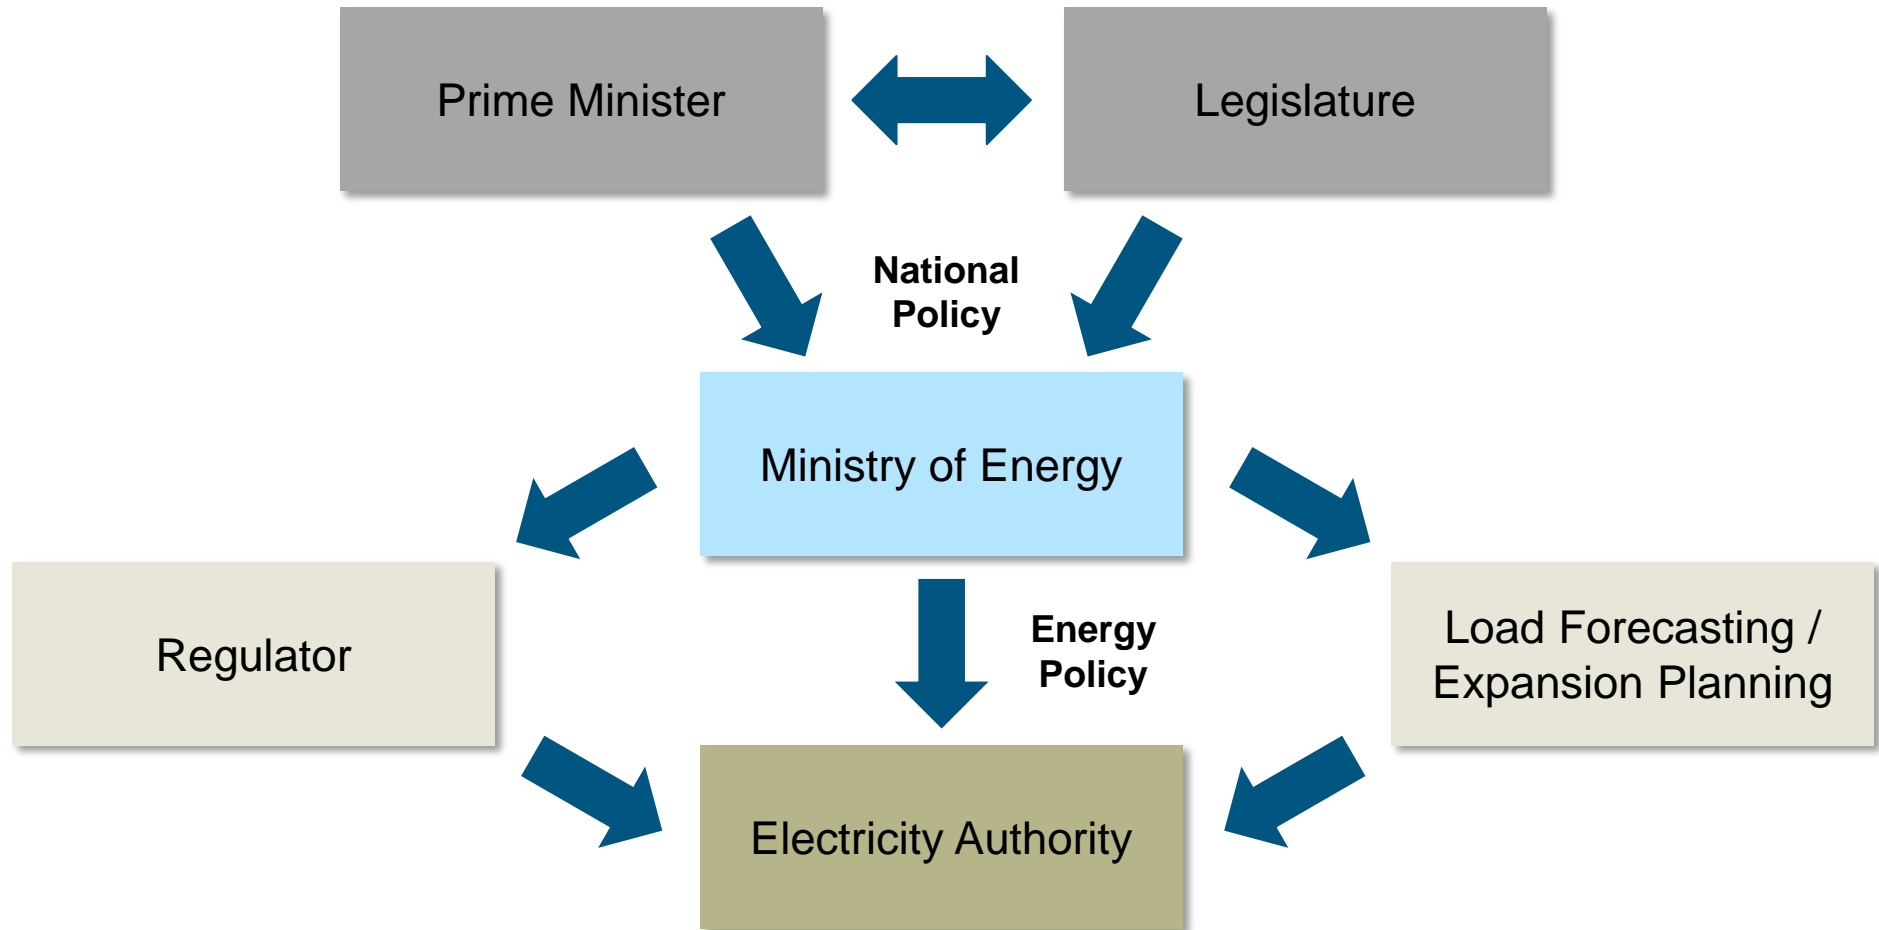 Prime Minister
Legislature
National
Policy
Ministry of Energy
Regulator
Energy
Policy
Load Forecasting /
Expansion Planning
Electricity Authority